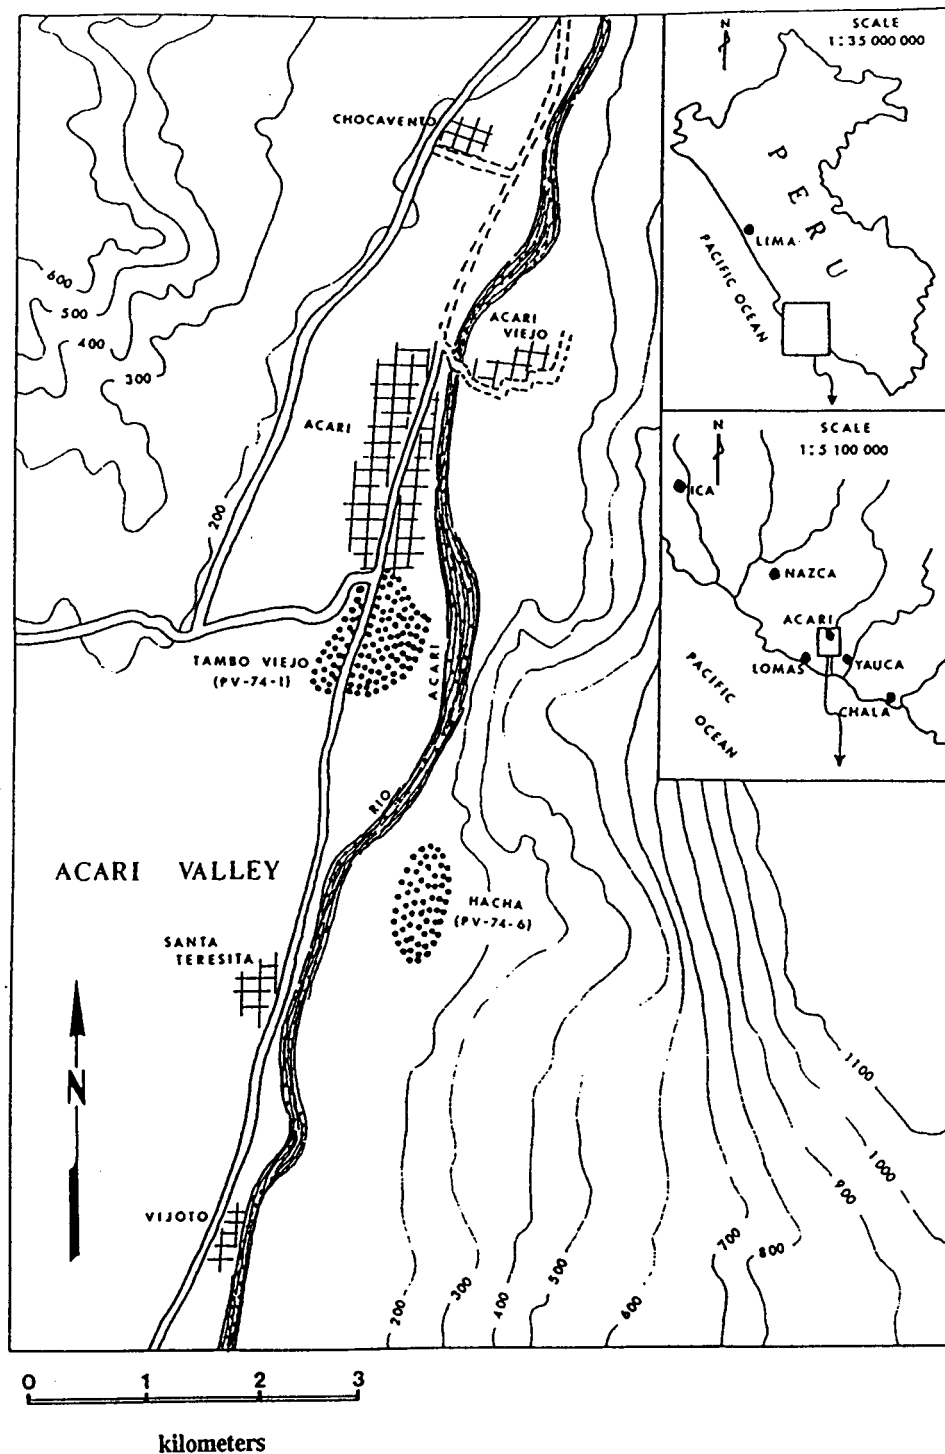 CHOCAVENTO
600
500
400
300
ACARI
VIEJO
ACARI
200
TAMBO VIEJO
(PV-74-1)
RIO ACARI
ACARI VALLEY
HACHA
(PV-74-6)
SANTA
TERESITA
N
VIJOTO
200
300
400
500
600
700
800
900
1000
1100
0 1 2 3
kilometers
N
SCALE
1:35 000 000
PERU
LIMA
PACIFIC OCEAN
N
SCALE
1:5 100 000
ICA
NAZCA
ACARI
LOMAS
YAUCA
CHALA
PACIFIC
OCEAN